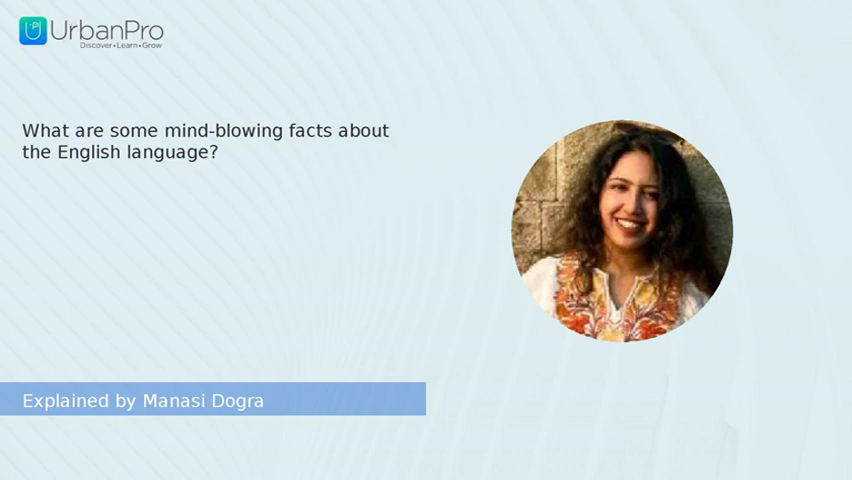 UrbanPro
Discover•Learn•Grow
What are some mind-blowing facts about
the English language?
Explained by Manasi Dogra